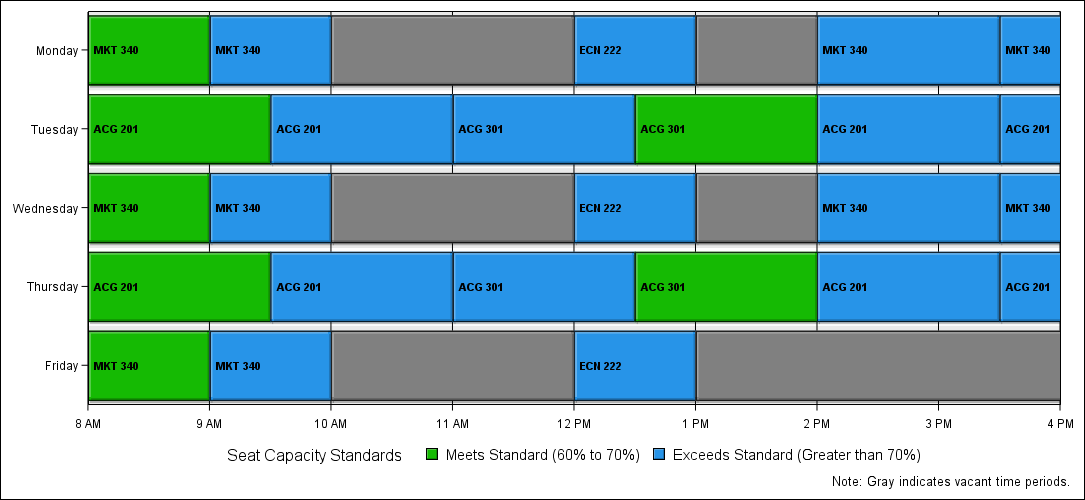 Monday MKT 340 MKT 340 ECN 222 MKT 340 MKT 340
Tuesday ACG 201 ACG 201 ACG 301 ACG 301 ACG 201 ACG 201
Wednesday MKT 340 MKT 340 ECN 222 MKT 340 MKT 340
Thursday ACG 201 ACG 201 ACG 301 ACG 301 ACG 201 ACG 201
Friday MKT 340 MKT 340 ECN 222
8 AM 9 AM 10 AM 11 AM 12 PM 1 PM 2 PM 3 PM 4 PM
Seat Capacity Standards Meets Standard (60% to 70%) Exceeds Standard (Greater than 70%)
Note: Gray indicates vacant time periods.